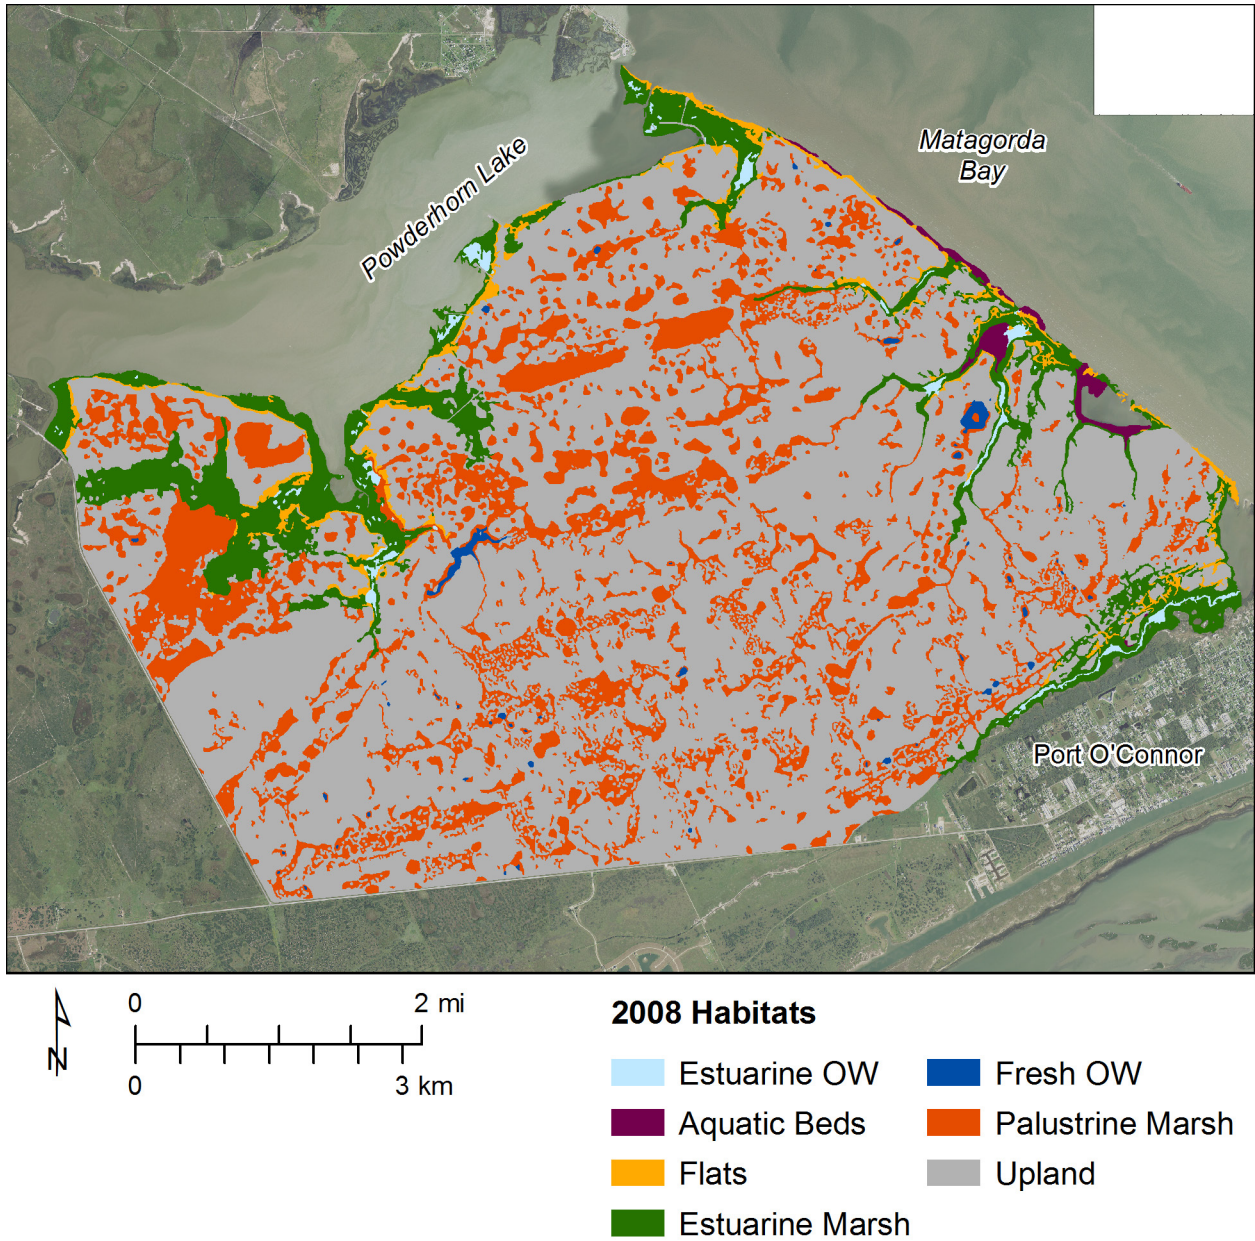 Matagorda
Bay
Powderhorn Lake
Port O'Connor
0 2 mi
N
0 3 km
2008 Habitats
Estuarine OW
Aquatic Beds
Flats
Estuarine Marsh
Fresh OW
Palustrine Marsh
Upland